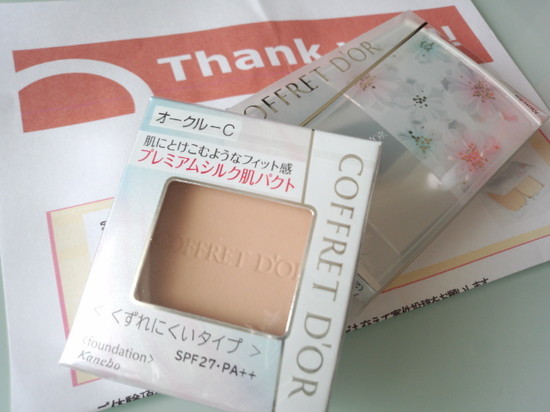 Thank
COFFRET D'OR
オークルーC
肌にとけこむようなフィット感
プレミアムシルク肌パクト
COFFRET D'OR
COFFRET D'OR
＜くずれにくいタイプ＞
<foundation>
SPF27・PA++
Kanebo